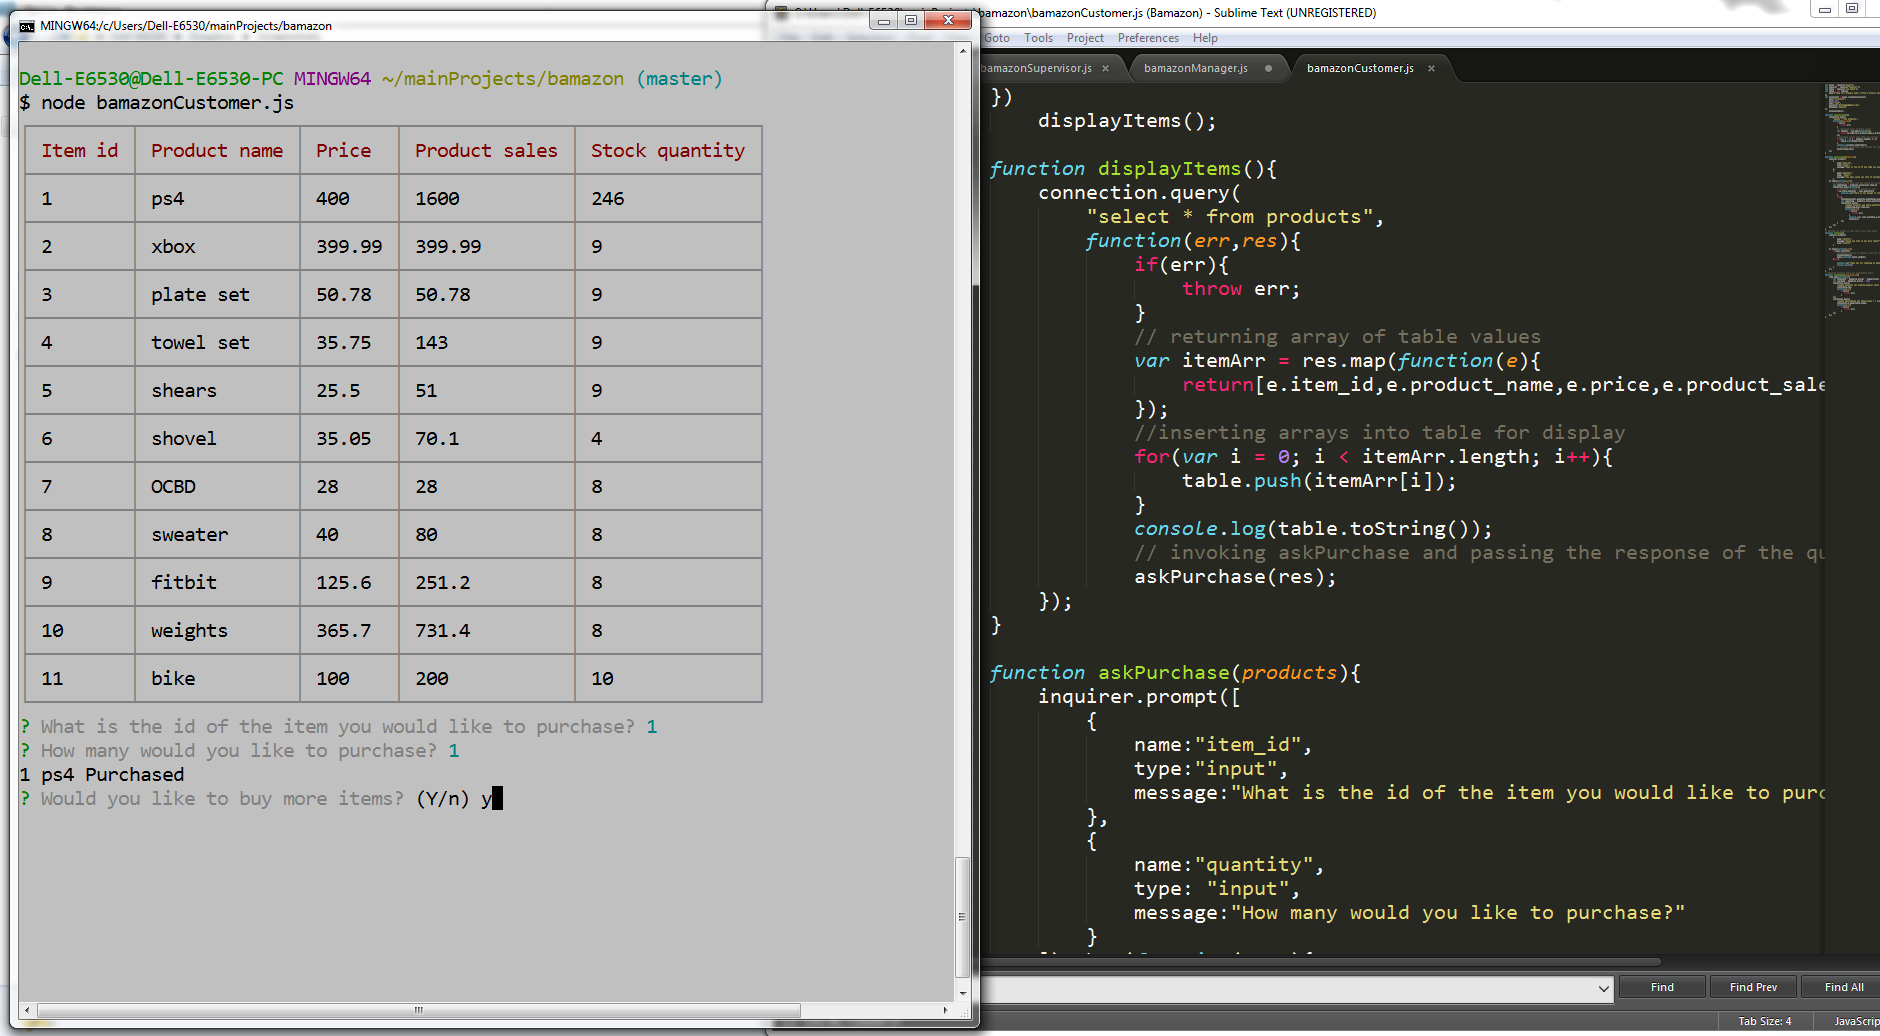 MINGW64:/c/Users/Dell-E6530/mainProjects/bamazon
Dell-E6530@Dell-E6530-PC MINGW64 ~/mainProjects/bamazon (master)
$ node bamazonCustomer.js
Item id Product name Price Product sales Stock quantity
1 ps4 400 1600 246
2 xbox 399.99 399.99 9
3 plate set 50.78 50.78 9
4 towel set 35.75 143 9
5 shears 25.5 51 9
6 shovel 35.05 70.1 4
7 OCBD 28 28 8
8 sweater 40 80 8
9 fitbit 125.6 251.2 8
10 weights 365.7 731.4 8
11 bike 100 200 10
? What is the id of the item you would like to purchase? 1
? How many would you like to purchase? 1
1 ps4 Purchased
? Would you like to buy more items? (Y/n) y
bamazon\bamazonCustomer.js (Bamazon) - Sublime Text (UNREGISTERED)
Goto Tools Project Preferences Help
bamazonSupervisor.js × bamazonManager.js bamazonCustomer.js ×
})
displayItems();
function displayItems(){
connection.query(
"select * from products",
function(err,res){
if(err){
throw err;
}
// returning array of table values
var itemArr = res.map(function(e){
return[e.item_id,e.product_name,e.price,e.product_sale
});
//inserting arrays into table for display
for(var i = 0; i < itemArr.length; i++){
table.push(itemArr[i]);
}
console.log(table.toString());
// invoking askPurchase and passing the response of the qu
askPurchase(res);
});
}
function askPurchase(products){
inquirer.prompt([
{
name:"item_id",
type:"input",
message:"What is the id of the item you would like to purc
},
{
name:"quantity",
type: "input",
message:"How many would you like to purchase?"
}
Find Find Prev Find All
Tab Size: 4 JavaScrip